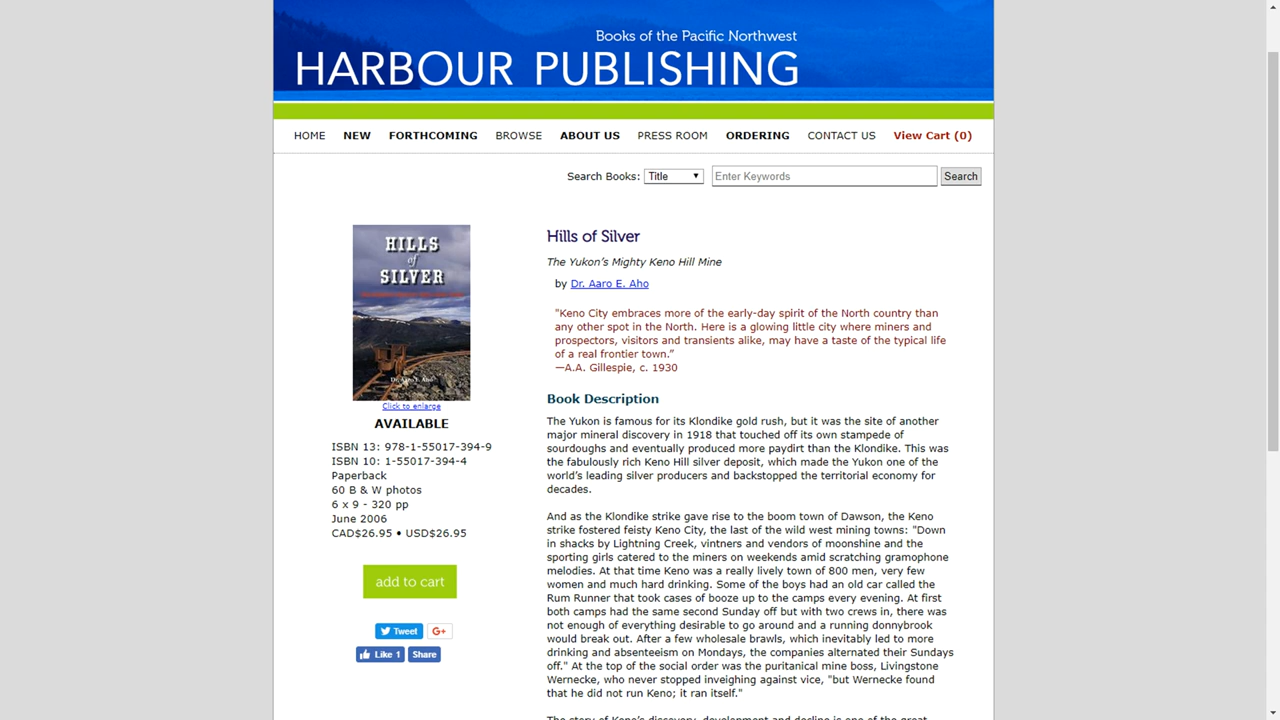 Books of the Pacific Northwest
HARBOUR PUBLISHING
HOME NEW FORTHCOMING BROWSE ABOUT US PRESS ROOM ORDERING CONTACT US View Cart (0)
Search Books: Title Enter Keywords Search
HILLS
of
SILVER
Dr. Aaro E. Aho
Click to enlarge
AVAILABLE
ISBN 13: 978-1-55017-394-9
ISBN 10: 1-55017-394-4
Paperback
60 B & W photos
6 x 9 - 320 pp
June 2006
CAD$26.95 • USD$26.95
add to cart
Tweet G+
Like 1 Share
Hills of Silver
The Yukon’s Mighty Keno Hill Mine
by Dr. Aaro E. Aho
"Keno City embraces more of the early-day spirit of the North country than
any other spot in the North. Here is a glowing little city where miners and
prospectors, visitors and transients alike, may have a taste of the typical life
of a real frontier town.”
—A.A. Gillespie, c. 1930
Book Description
The Yukon is famous for its Klondike gold rush, but it was the site of another
major mineral discovery in 1918 that touched off its own stampede of
sourdoughs and eventually produced more paydirt than the Klondike. This was
the fabulously rich Keno Hill silver deposit, which made the Yukon one of the
world’s leading silver producers and backstopped the territorial economy for
decades.
And as the Klondike strike gave rise to the boom town of Dawson, the Keno
strike fostered feisty Keno City, the last of the wild west mining towns: "Down
in shacks by Lightning Creek, vintners and vendors of moonshine and the
sporting girls catered to the miners on weekends amid scratching gramophone
melodies. At that time Keno was a really lively town of 800 men, very few
women and much hard drinking. Some of the boys had an old car called the
Rum Runner that took cases of booze up to the camps every evening. At first
both camps had the same second Sunday off but with two crews in, there was
not enough of everything desirable to go around and a running donnybrook
would break out. After a few wholesale brawls, which inevitably led to more
drinking and absenteeism on Mondays, the companies alternated their Sundays
off." At the top of the social order was the puritanical mine boss, Livingstone
Wernecke, who never stopped inveighing against vice, "but Wernecke found
that he did not run Keno; it ran itself."
The story of Keno's discovery, development and decline is one of the great